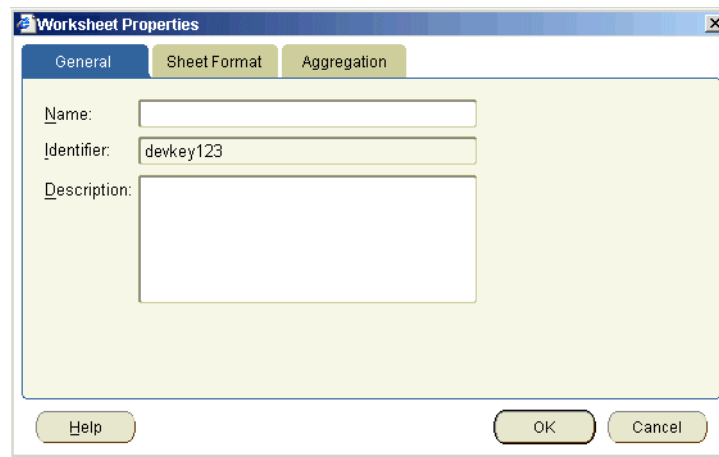 Worksheet Properties
General Sheet Format Aggregation
Name:
Identifier: devkey123
Description:
Help OK Cancel